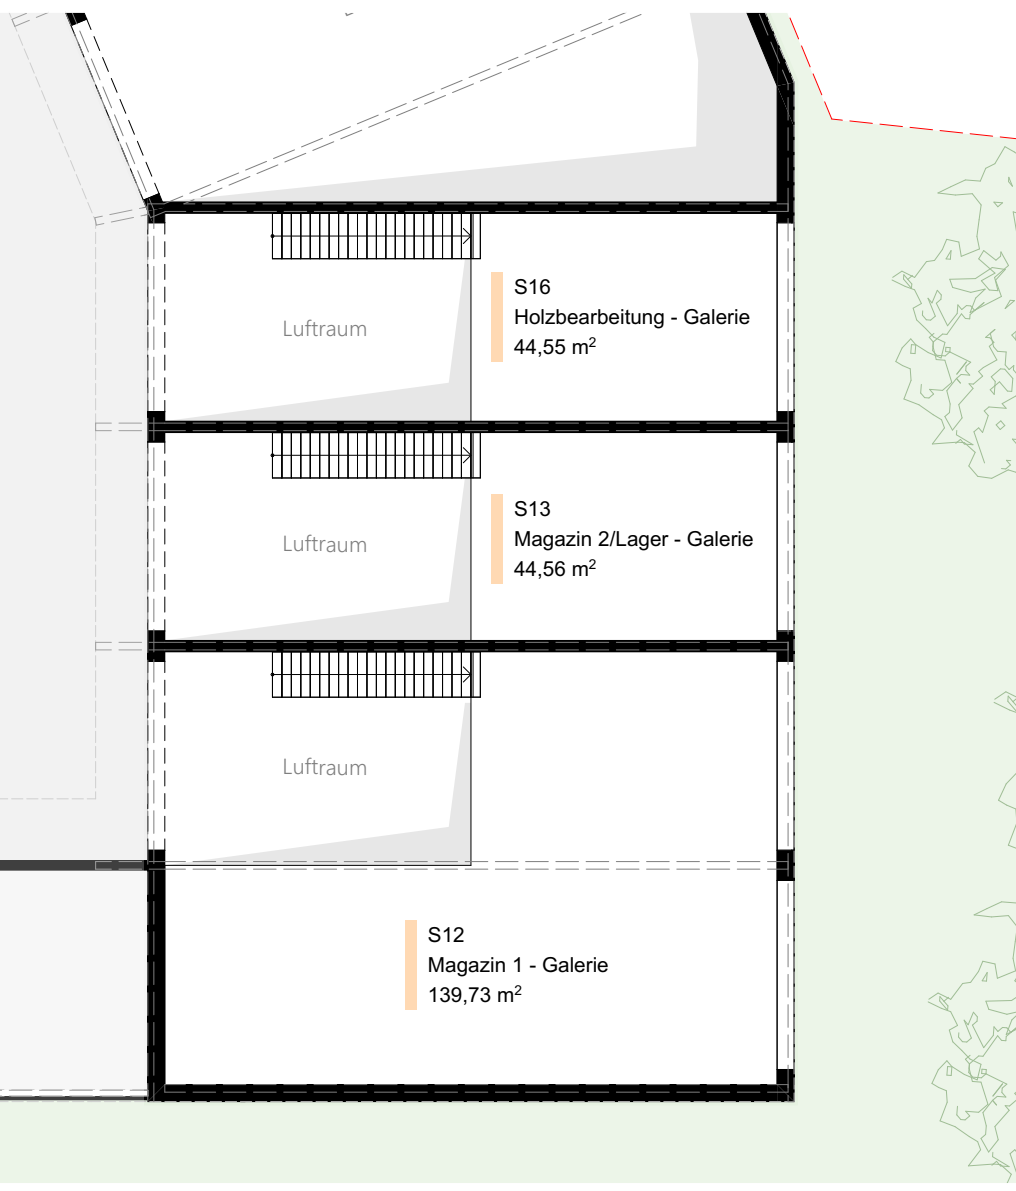 S16
Holzbearbeitung - Galerie
44,55 m²
Luftraum
S13
Magazin 2/Lager - Galerie
44,56 m²
Luftraum
Luftraum
S12
Magazin 1 - Galerie
139,73 m²